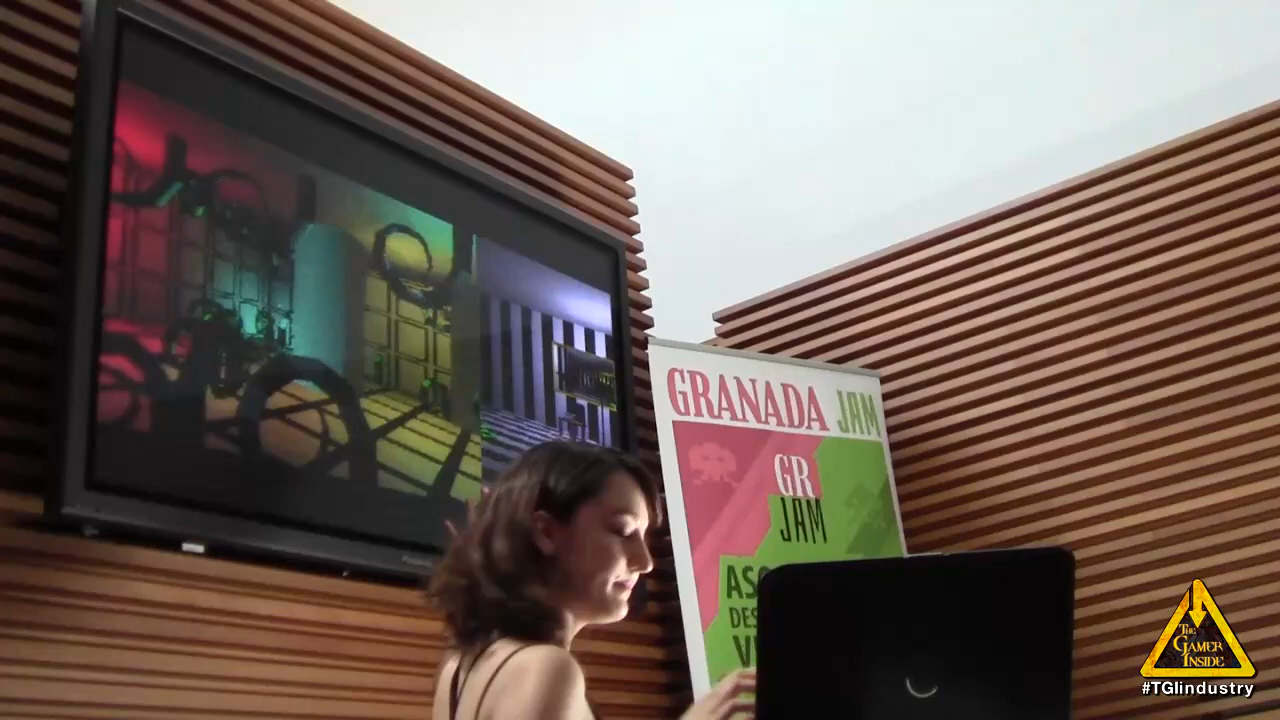 GRANADA JAM
GR
JAM
THE
GAMER
INSIDE
#TGIindustry